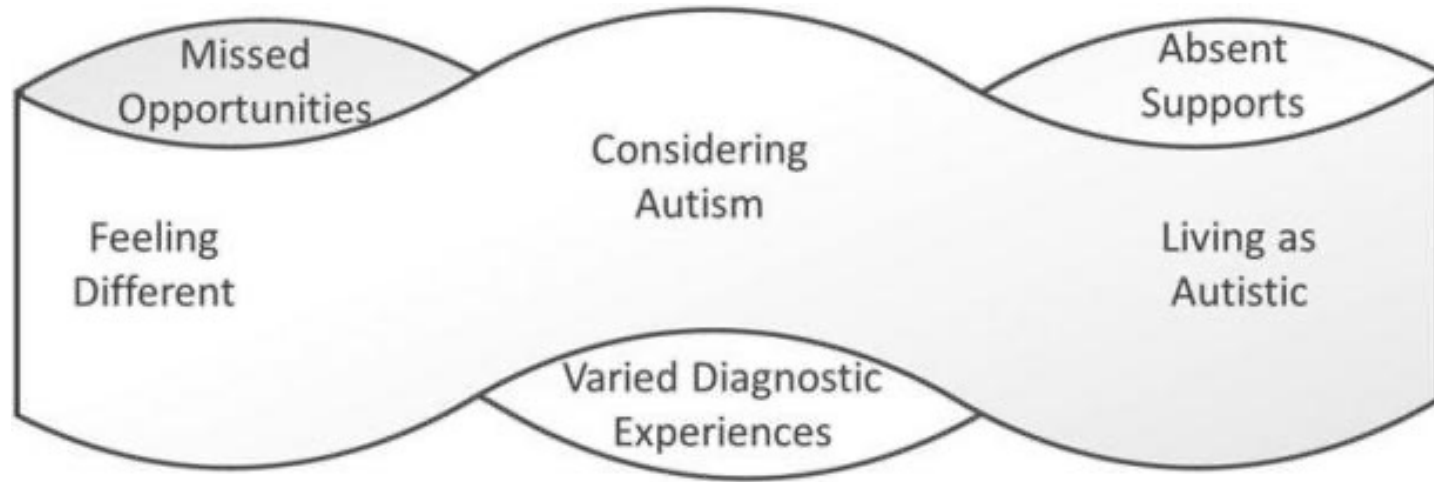 Missed
Opportunities
Feeling
Different
Considering
Autism
Varied Diagnostic
Experiences
Absent
Supports
Living as
Autistic